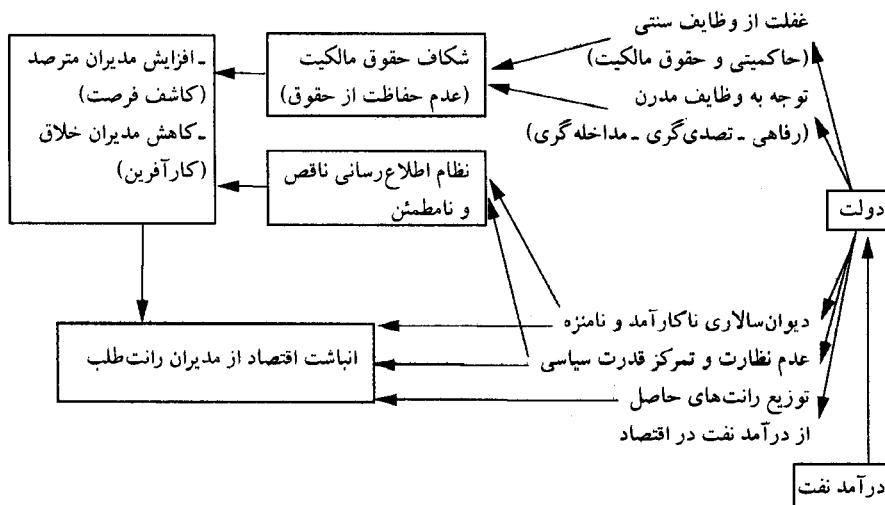 غفلت از وظایف سنتی
(حاکمیتی و حقوق مالکیت)
توجه به وظایف مدرن
(رفاهی ـ تصدی‌گری ـ مداخله‌گری)
شکاف حقوق مالکیت
(عدم حفاظت از حقوق)
ـ افزایش مدیران مترصد
(کاشف فرصت)
ـ کاهش مدیران خلاق
(کارآفرین)
نظام اطلاع‌رسانی ناقص
و نامطمئن
دولت
دیوان‌سالاری ناکارآمد و نامنزه
عدم نظارت و تمرکز قدرت سیاسی
توزیع رانت‌های حاصل
از درآمد نفت در اقتصاد
انباشت اقتصاد از مدیران رانت‌طلب
درآمد نفت